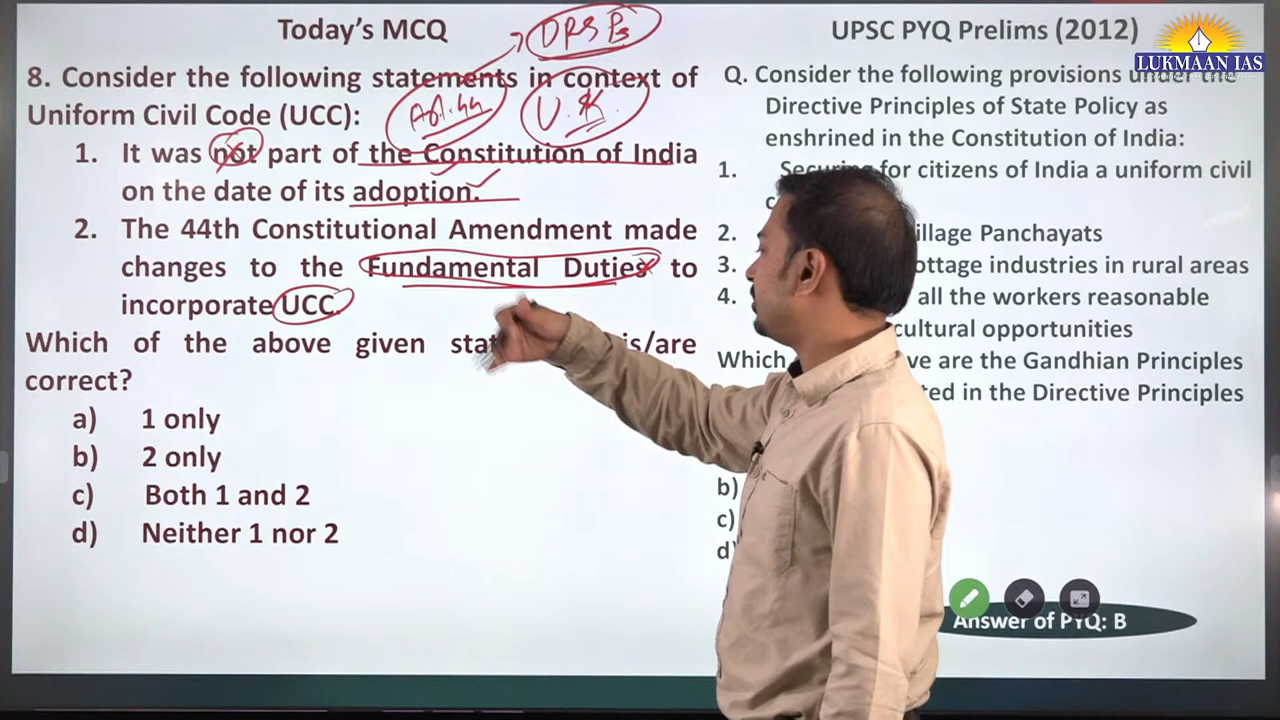 Today's MCQ
DPSPs
8. Consider the following statements in context of
Uniform Civil Code (UCC):
Art. 44
U.K.
1. It was not part of the Constitution of India
on the date of its adoption.
2. The 44th Constitutional Amendment made
changes to the Fundamental Duties to
incorporate UCC.
Which of the above given is/are
correct?
a) 1 only
b) 2 only
c) Both 1 and 2
d) Neither 1 nor 2
UPSC PYQ Prelims (2012)
LUKMAAN IAS
Q. Consider the following provisions under the
Directive Principles of State Policy as
enshrined in the Constitution of India:
1. Securing for citizens of India a uniform civil
2. Panchayats
3. industries in rural areas
4. all the workers reasonable
cultural opportunities
Which are the Gandhian Principles
in the Directive Principles
b)
c)
d)
Answer of PYQ: B